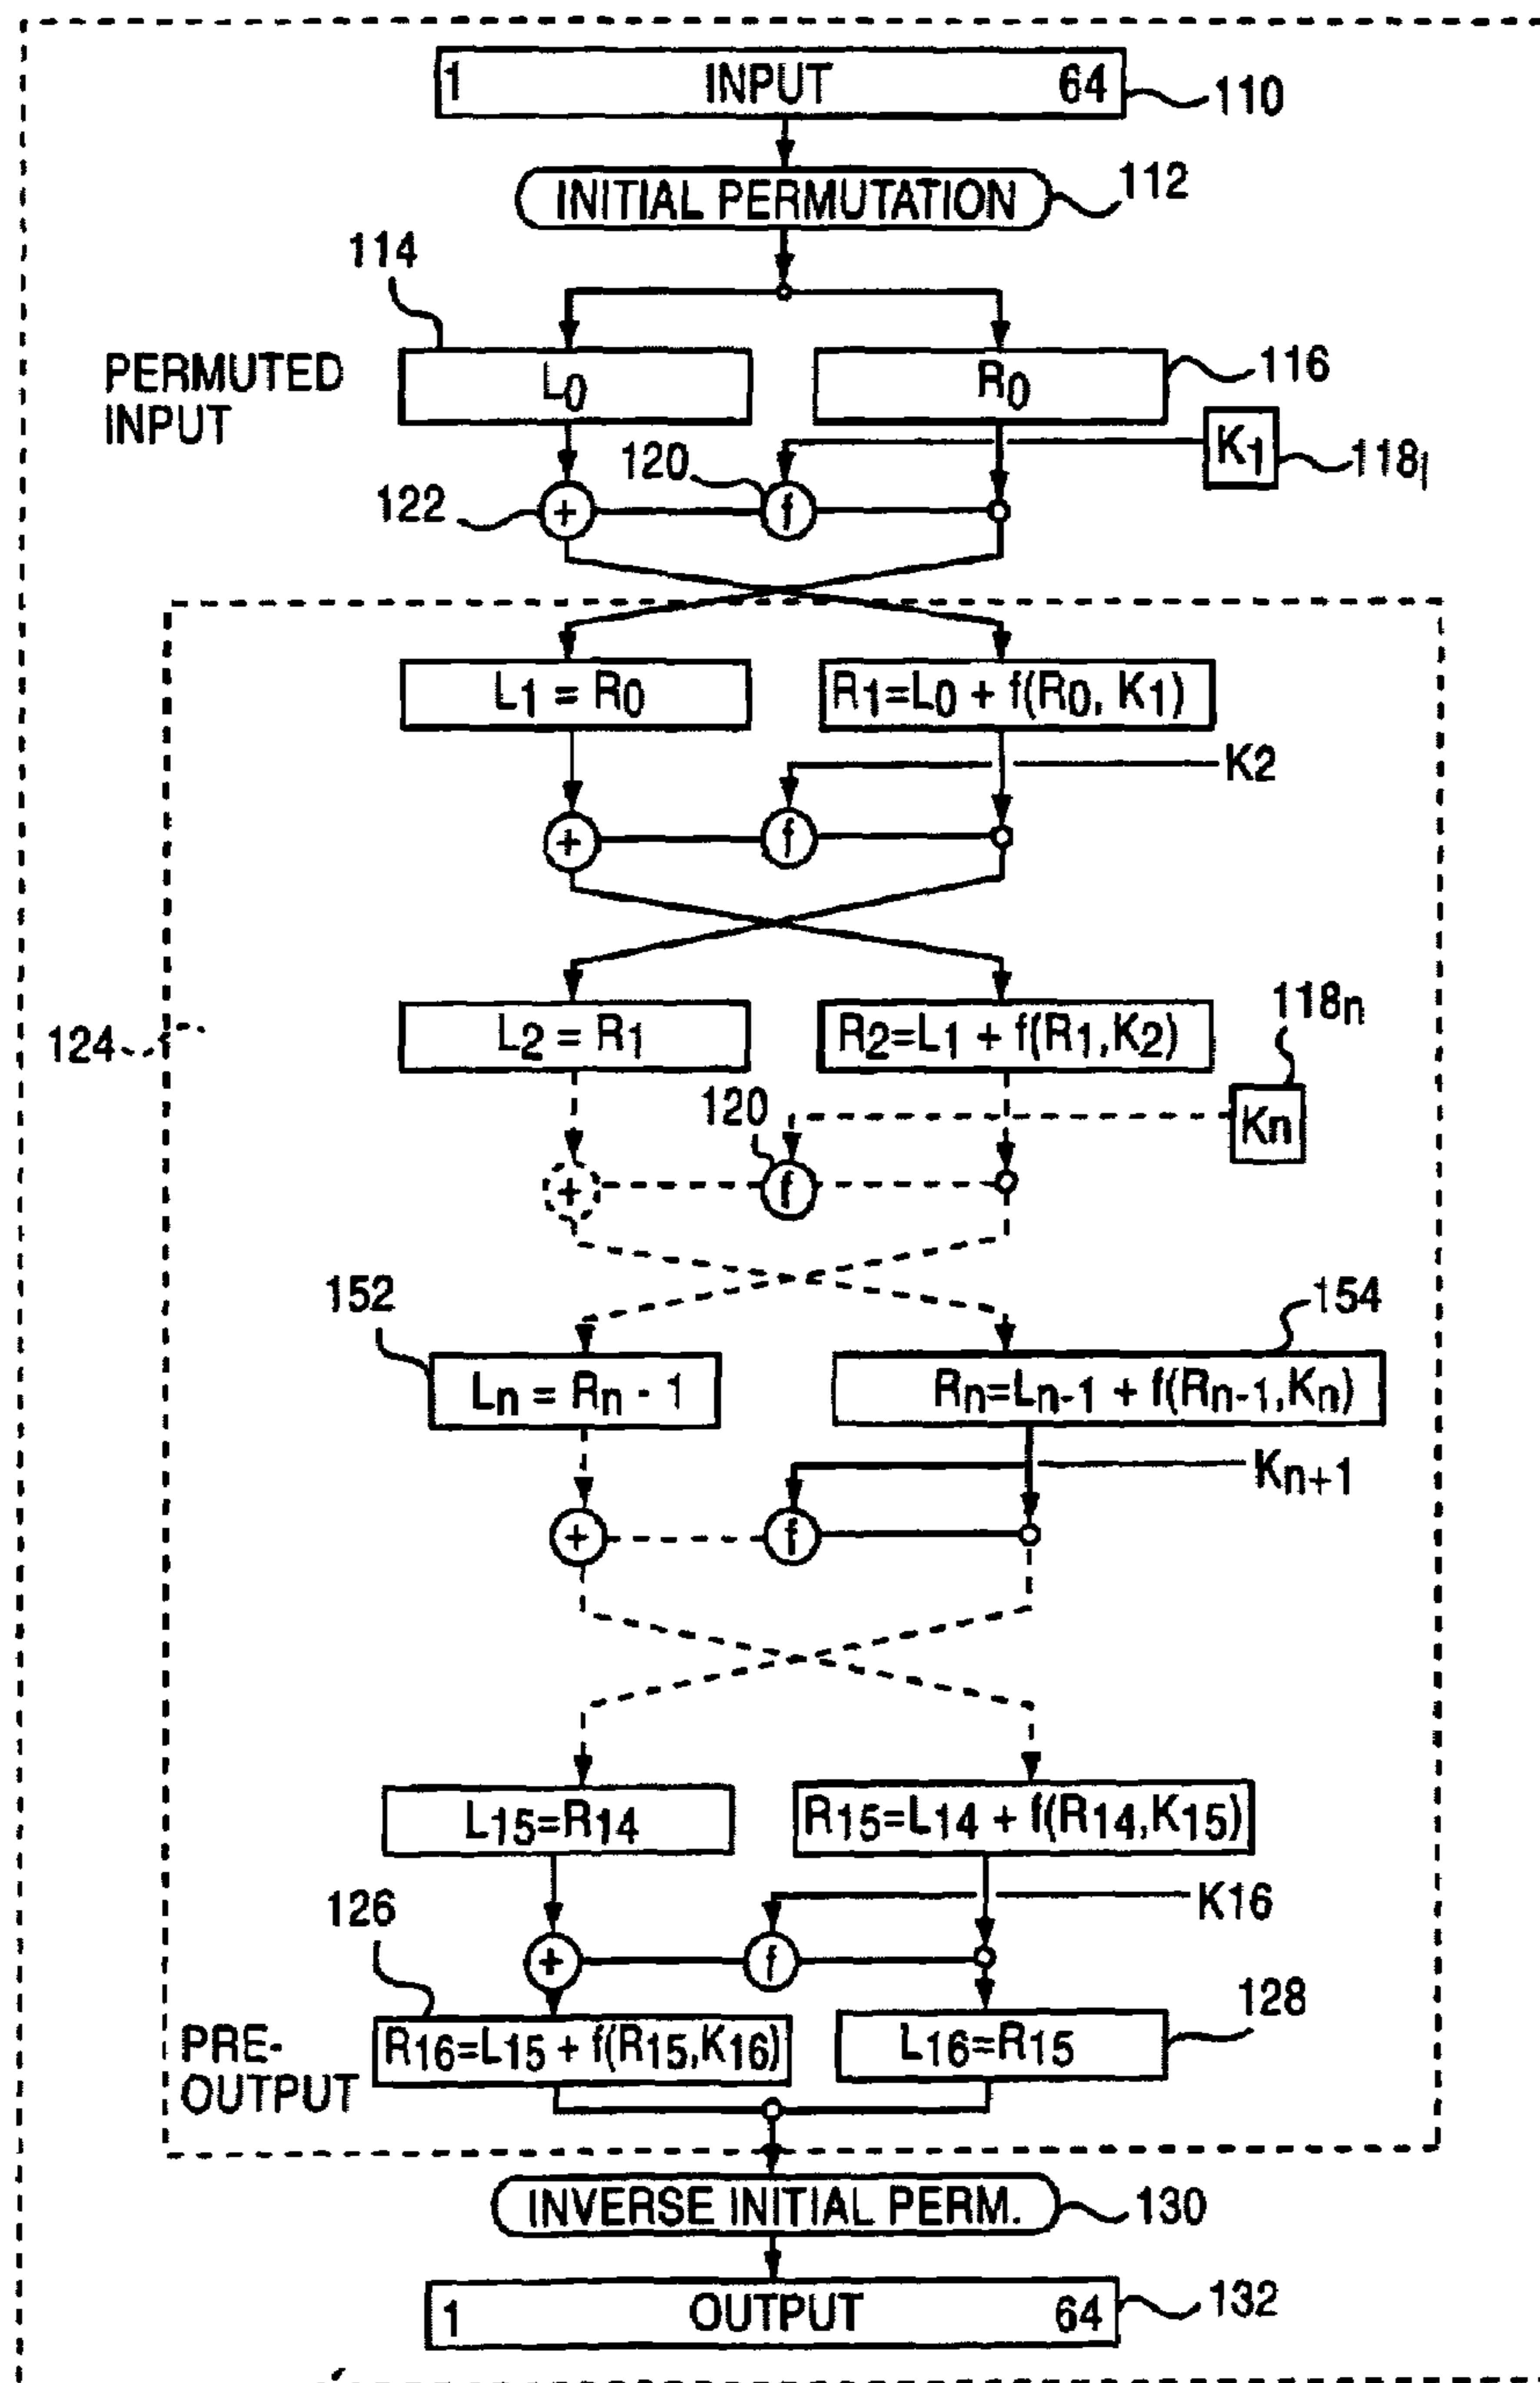 1 INPUT 64
110
INITIAL PERMUTATION
112
114
PERMUTED
INPUT
L0
R0
116
K1
1181
120
122
+
f
L1 = R0
R1=L0 + f(R0, K1)
K2
+
f
124
L2 = R1
R2=L1 + f(R1,K2)
118n
120
Kn
+
f
152
154
Ln = Rn - 1
Rn=Ln-1 + f(Rn-1,Kn)
Kn+1
+
f
L15=R14
R15=L14 + f(R14,K15)
126
K16
+
f
128
PRE-
OUTPUT
R16=L15 + f(R15,K16)
L16=R15
INVERSE INITIAL PERM.
130
1 OUTPUT 64
132